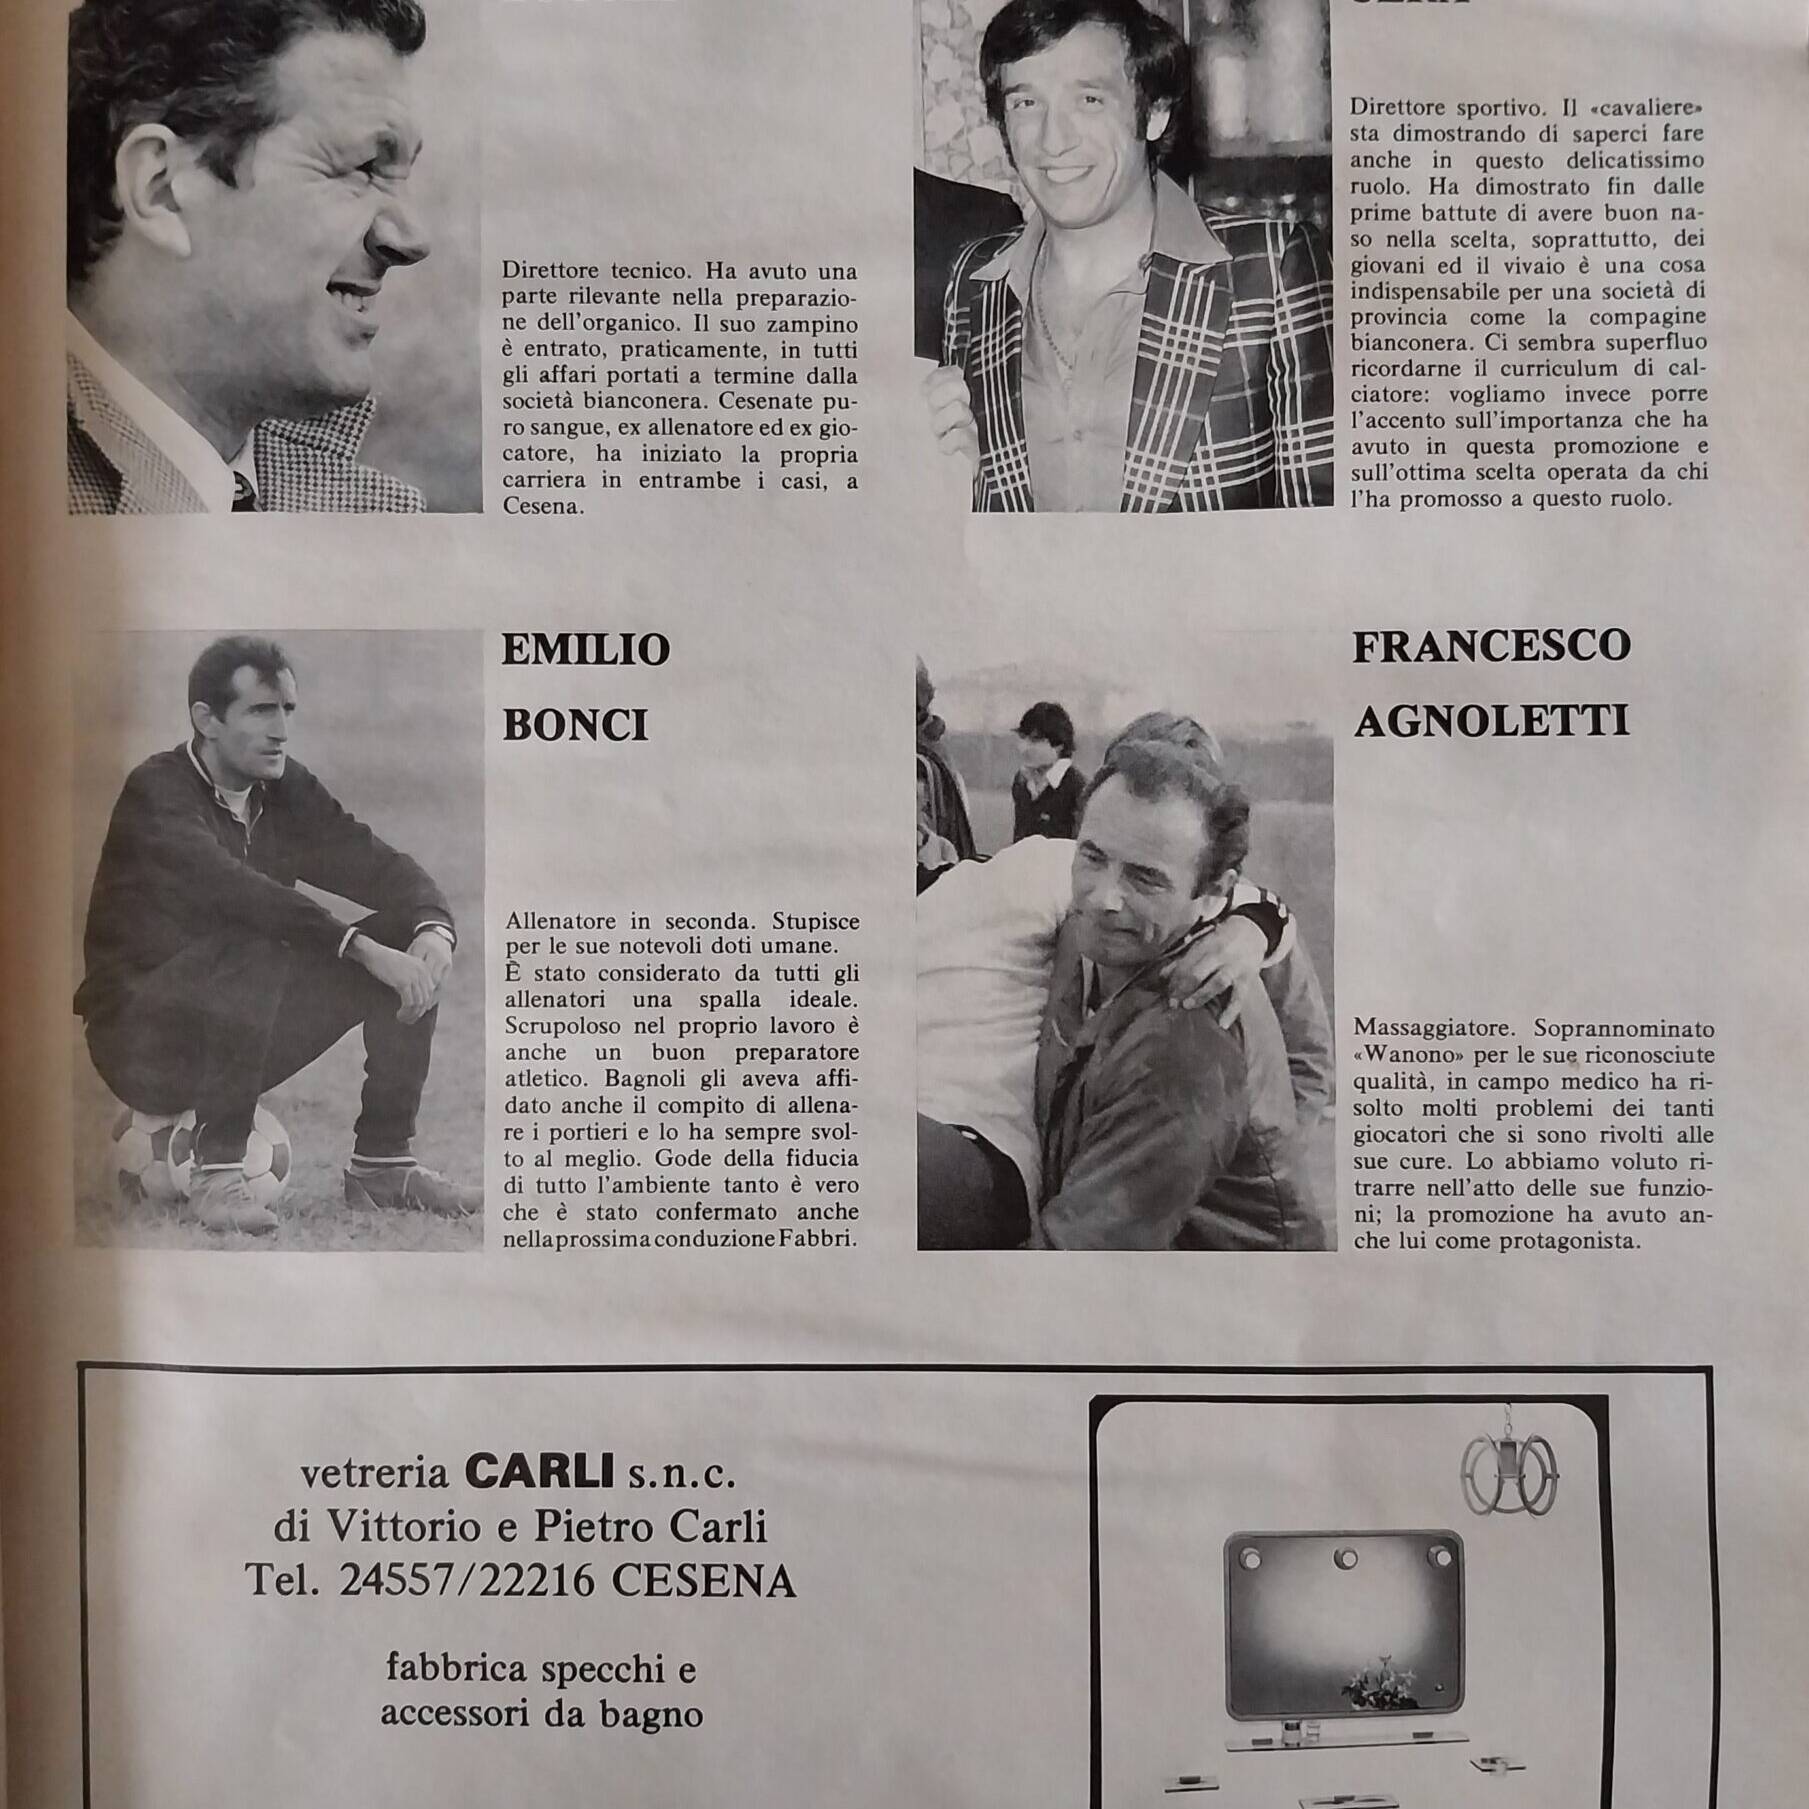 Direttore tecnico. Ha avuto una
parte rilevante nella preparazio-
ne dell'organico. Il suo zampino
è entrato, praticamente, in tutti
gli affari portati a termine dalla
società bianconera. Cesenate pu-
ro sangue, ex allenatore ed ex gio-
catore, ha iniziato la propria
carriera in entrambe i casi, a
Cesena.
Direttore sportivo. Il «cavaliere»
sta dimostrando di saperci fare
anche in questo delicatissimo
ruolo. Ha dimostrato fin dalle
prime battute di avere buon na-
so nella scelta, soprattutto, dei
giovani ed il vivaio è una cosa
indispensabile per una società di
provincia come la compagine
bianconera. Ci sembra superfluo
ricordarne il curriculum di cal-
ciatore: vogliamo invece porre
l'accento sull'importanza che ha
avuto in questa promozione e
sull'ottima scelta operata da chi
l'ha promosso a questo ruolo.
EMILIO
BONCI
Allenatore in seconda. Stupisce
per le sue notevoli doti umane.
È stato considerato da tutti gli
allenatori una spalla ideale.
Scrupoloso nel proprio lavoro è
anche un buon preparatore
atletico. Bagnoli gli aveva affi-
dato anche il compito di allena-
re i portieri e lo ha sempre svol-
to al meglio. Gode della fiducia
di tutto l'ambiente tanto è vero
che è stato confermato anche
nella prossima conduzione Fabbri.
FRANCESCO
AGNOLETTI
Massaggiatore. Soprannominato
«Wanono» per le sue riconosciute
qualità, in campo medico ha ri-
solto molti problemi dei tanti
giocatori che si sono rivolti alle
sue cure. Lo abbiamo voluto ri-
trarre nell'atto delle sue funzio-
ni; la promozione ha avuto an-
che lui come protagonista.
vetreria CARLI s.n.c.
di Vittorio e Pietro Carli
Tel. 24557/22216 CESENA
fabbrica specchi e
accessori da bagno